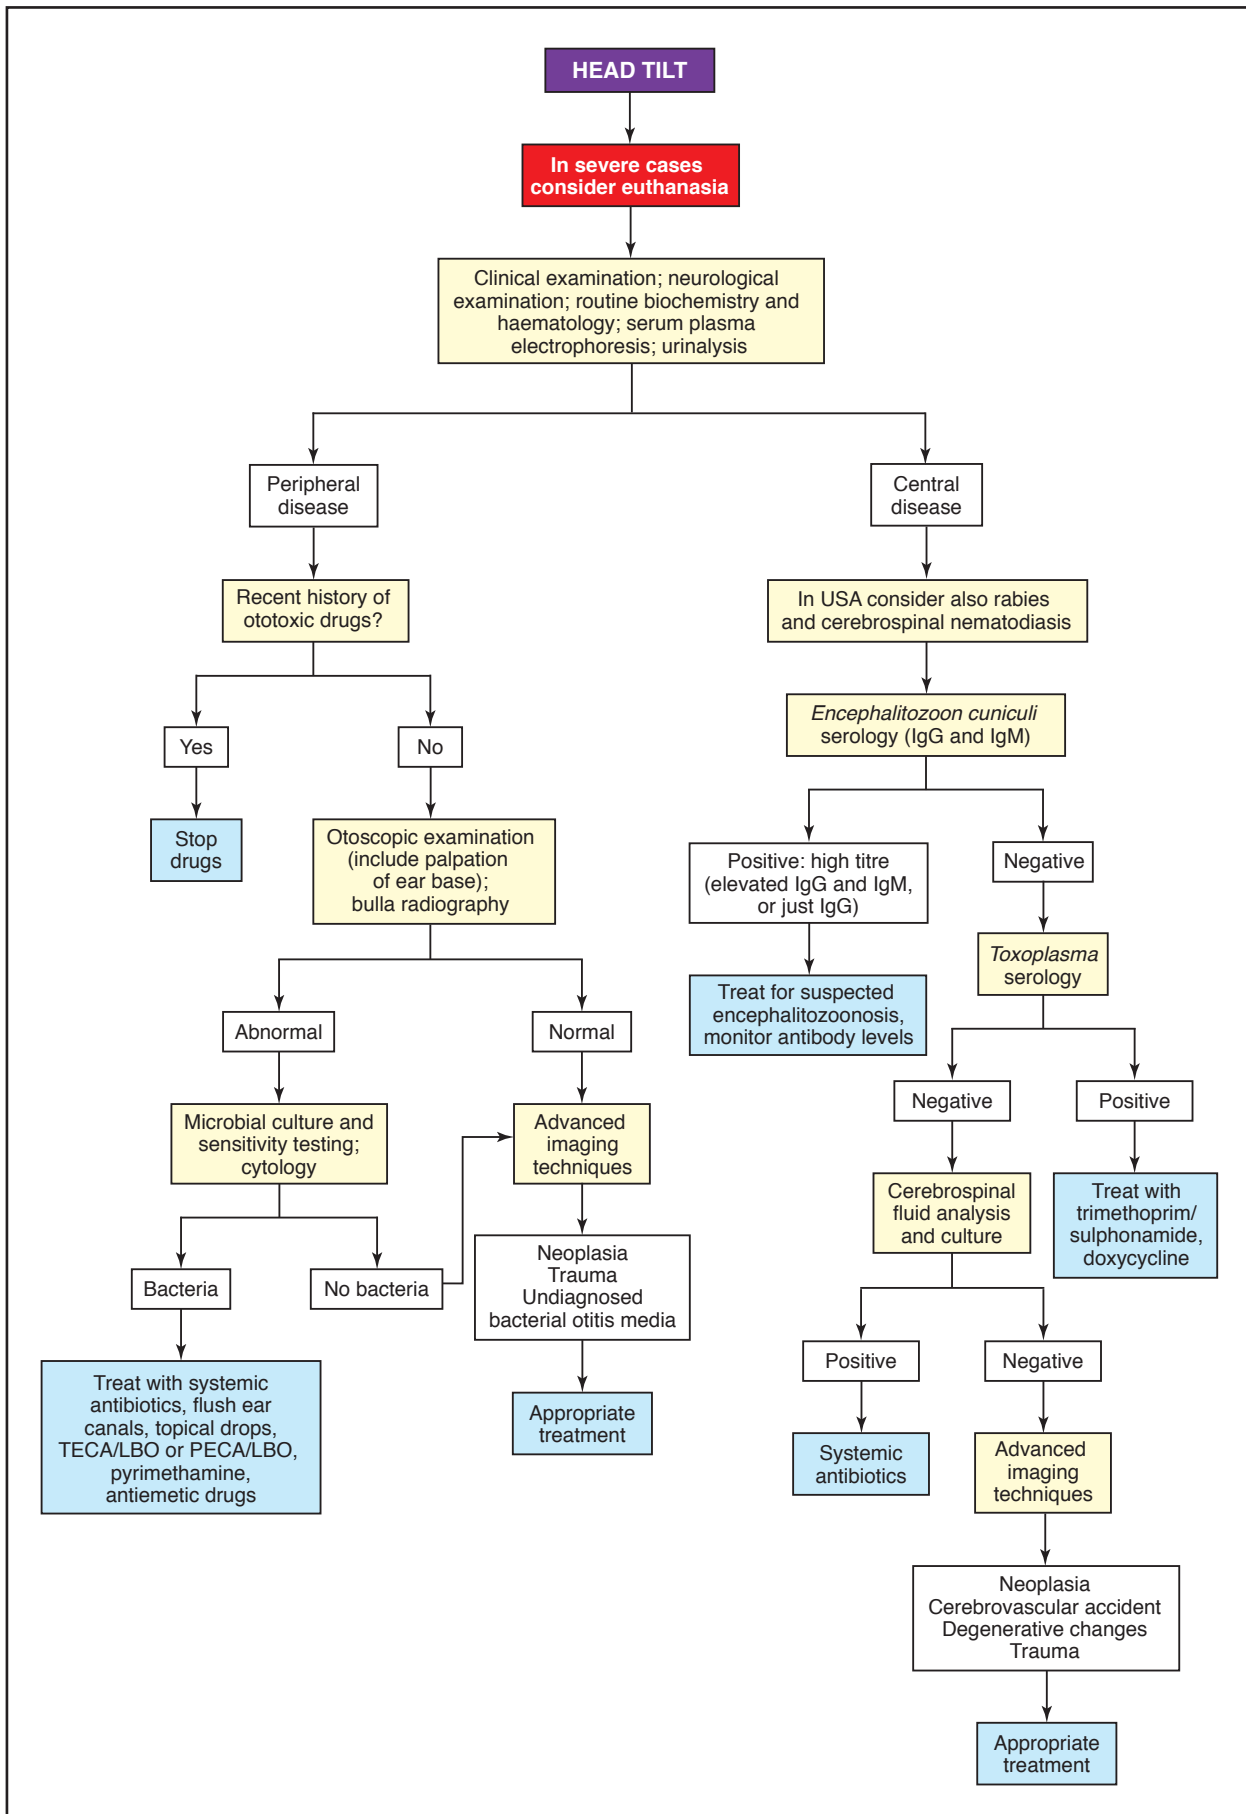 HEAD TILT
In severe cases
consider euthanasia
Clinical examination; neurological
examination; routine biochemistry and
haematology; serum plasma
electrophoresis; urinalysis
Peripheral
disease
Recent history of
ototoxic drugs?
Yes
No
Stop
drugs
Otoscopic examination
(include palpation
of ear base);
bulla radiography
Abnormal
Normal
Microbial culture and
sensitivity testing;
cytology
Advanced
imaging
techniques
Bacteria
No bacteria
Neoplasia
Trauma
Undiagnosed
bacterial otitis media
Treat with systemic
antibiotics, flush ear
canals, topical drops,
TECA/LBO or PECA/LBO,
pyrimethamine,
antiemetic drugs
Appropriate
treatment
Central
disease
In USA consider also rabies
and cerebrospinal nematodiasis
Encephalitozoon cuniculi
serology (IgG and IgM)
Positive: high titre
(elevated IgG and IgM,
or just IgG)
Negative
Treat for suspected
encephalitozoonosis,
monitor antibody levels
Toxoplasma
serology
Negative
Positive
Cerebrospinal
fluid analysis
and culture
Treat with
trimethoprim/
sulphonamide,
doxycycline
Positive
Negative
Systemic
antibiotics
Advanced
imaging
techniques
Neoplasia
Cerebrovascular accident
Degenerative changes
Trauma
Appropriate
treatment